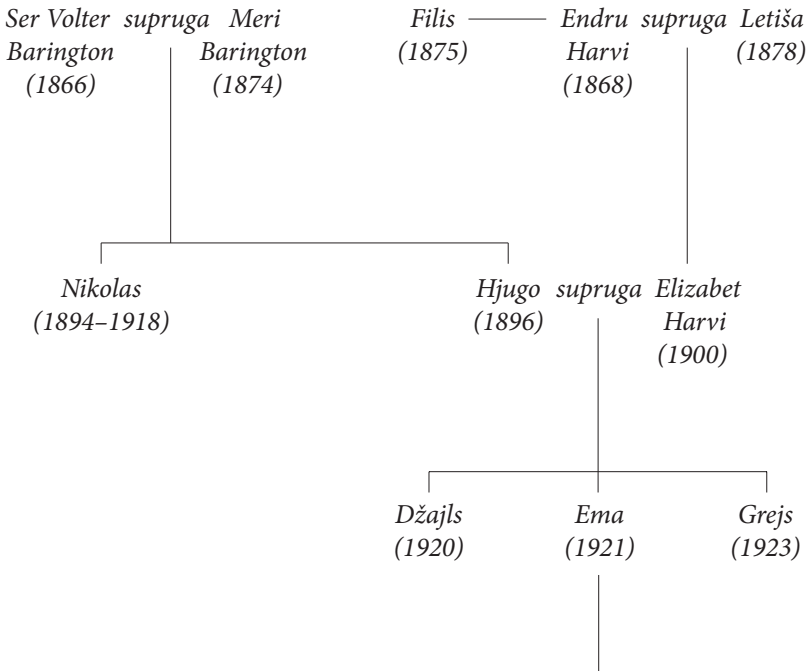 Ser Volter supruga Meri
Barington Barington
(1866) (1874)
Filis Endru supruga Letiša
(1875) Harvi (1878)
(1868)
Nikolas
(1894–1918)
Hjugo supruga Elizabet
(1896) Harvi
(1900)
Džajls
(1920)
Ema
(1921)
Grejs
(1923)